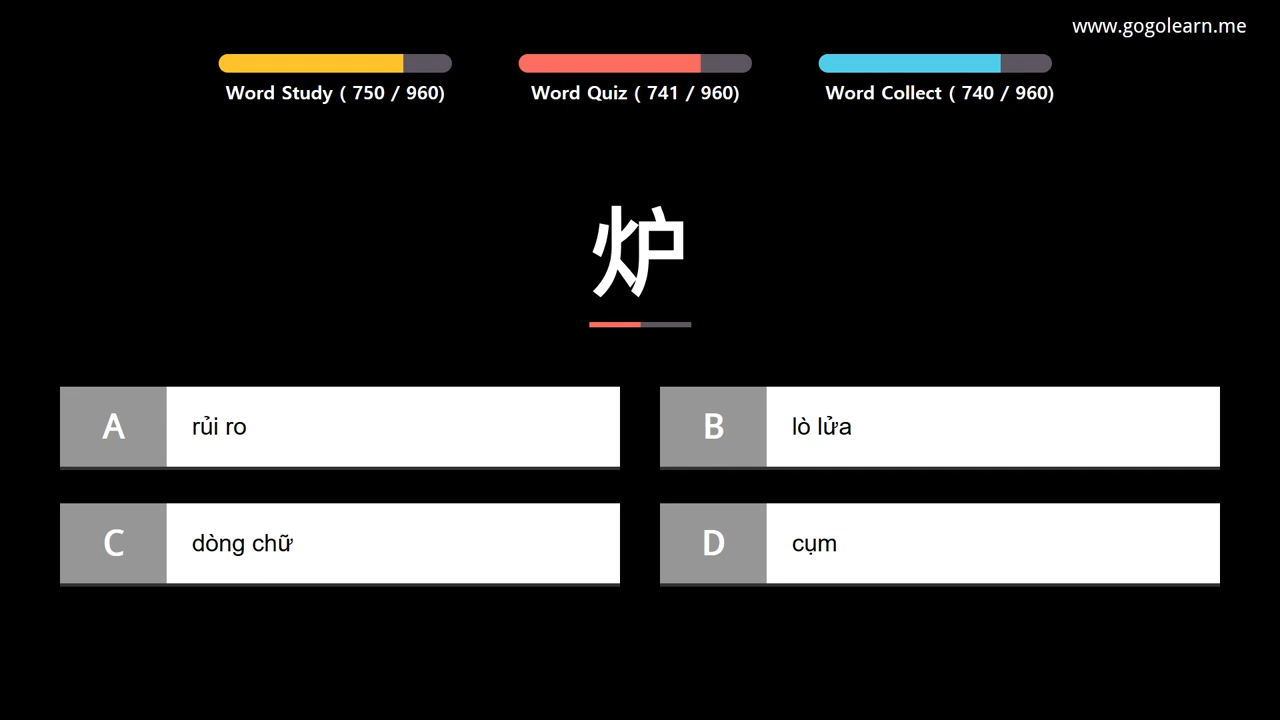 www.gogolearn.me
Word Study ( 750 / 960)
Word Quiz ( 741 / 960)
Word Collect ( 740 / 960)
炉
A
rủi ro
B
lò lửa
C
dòng chữ
D
cụm